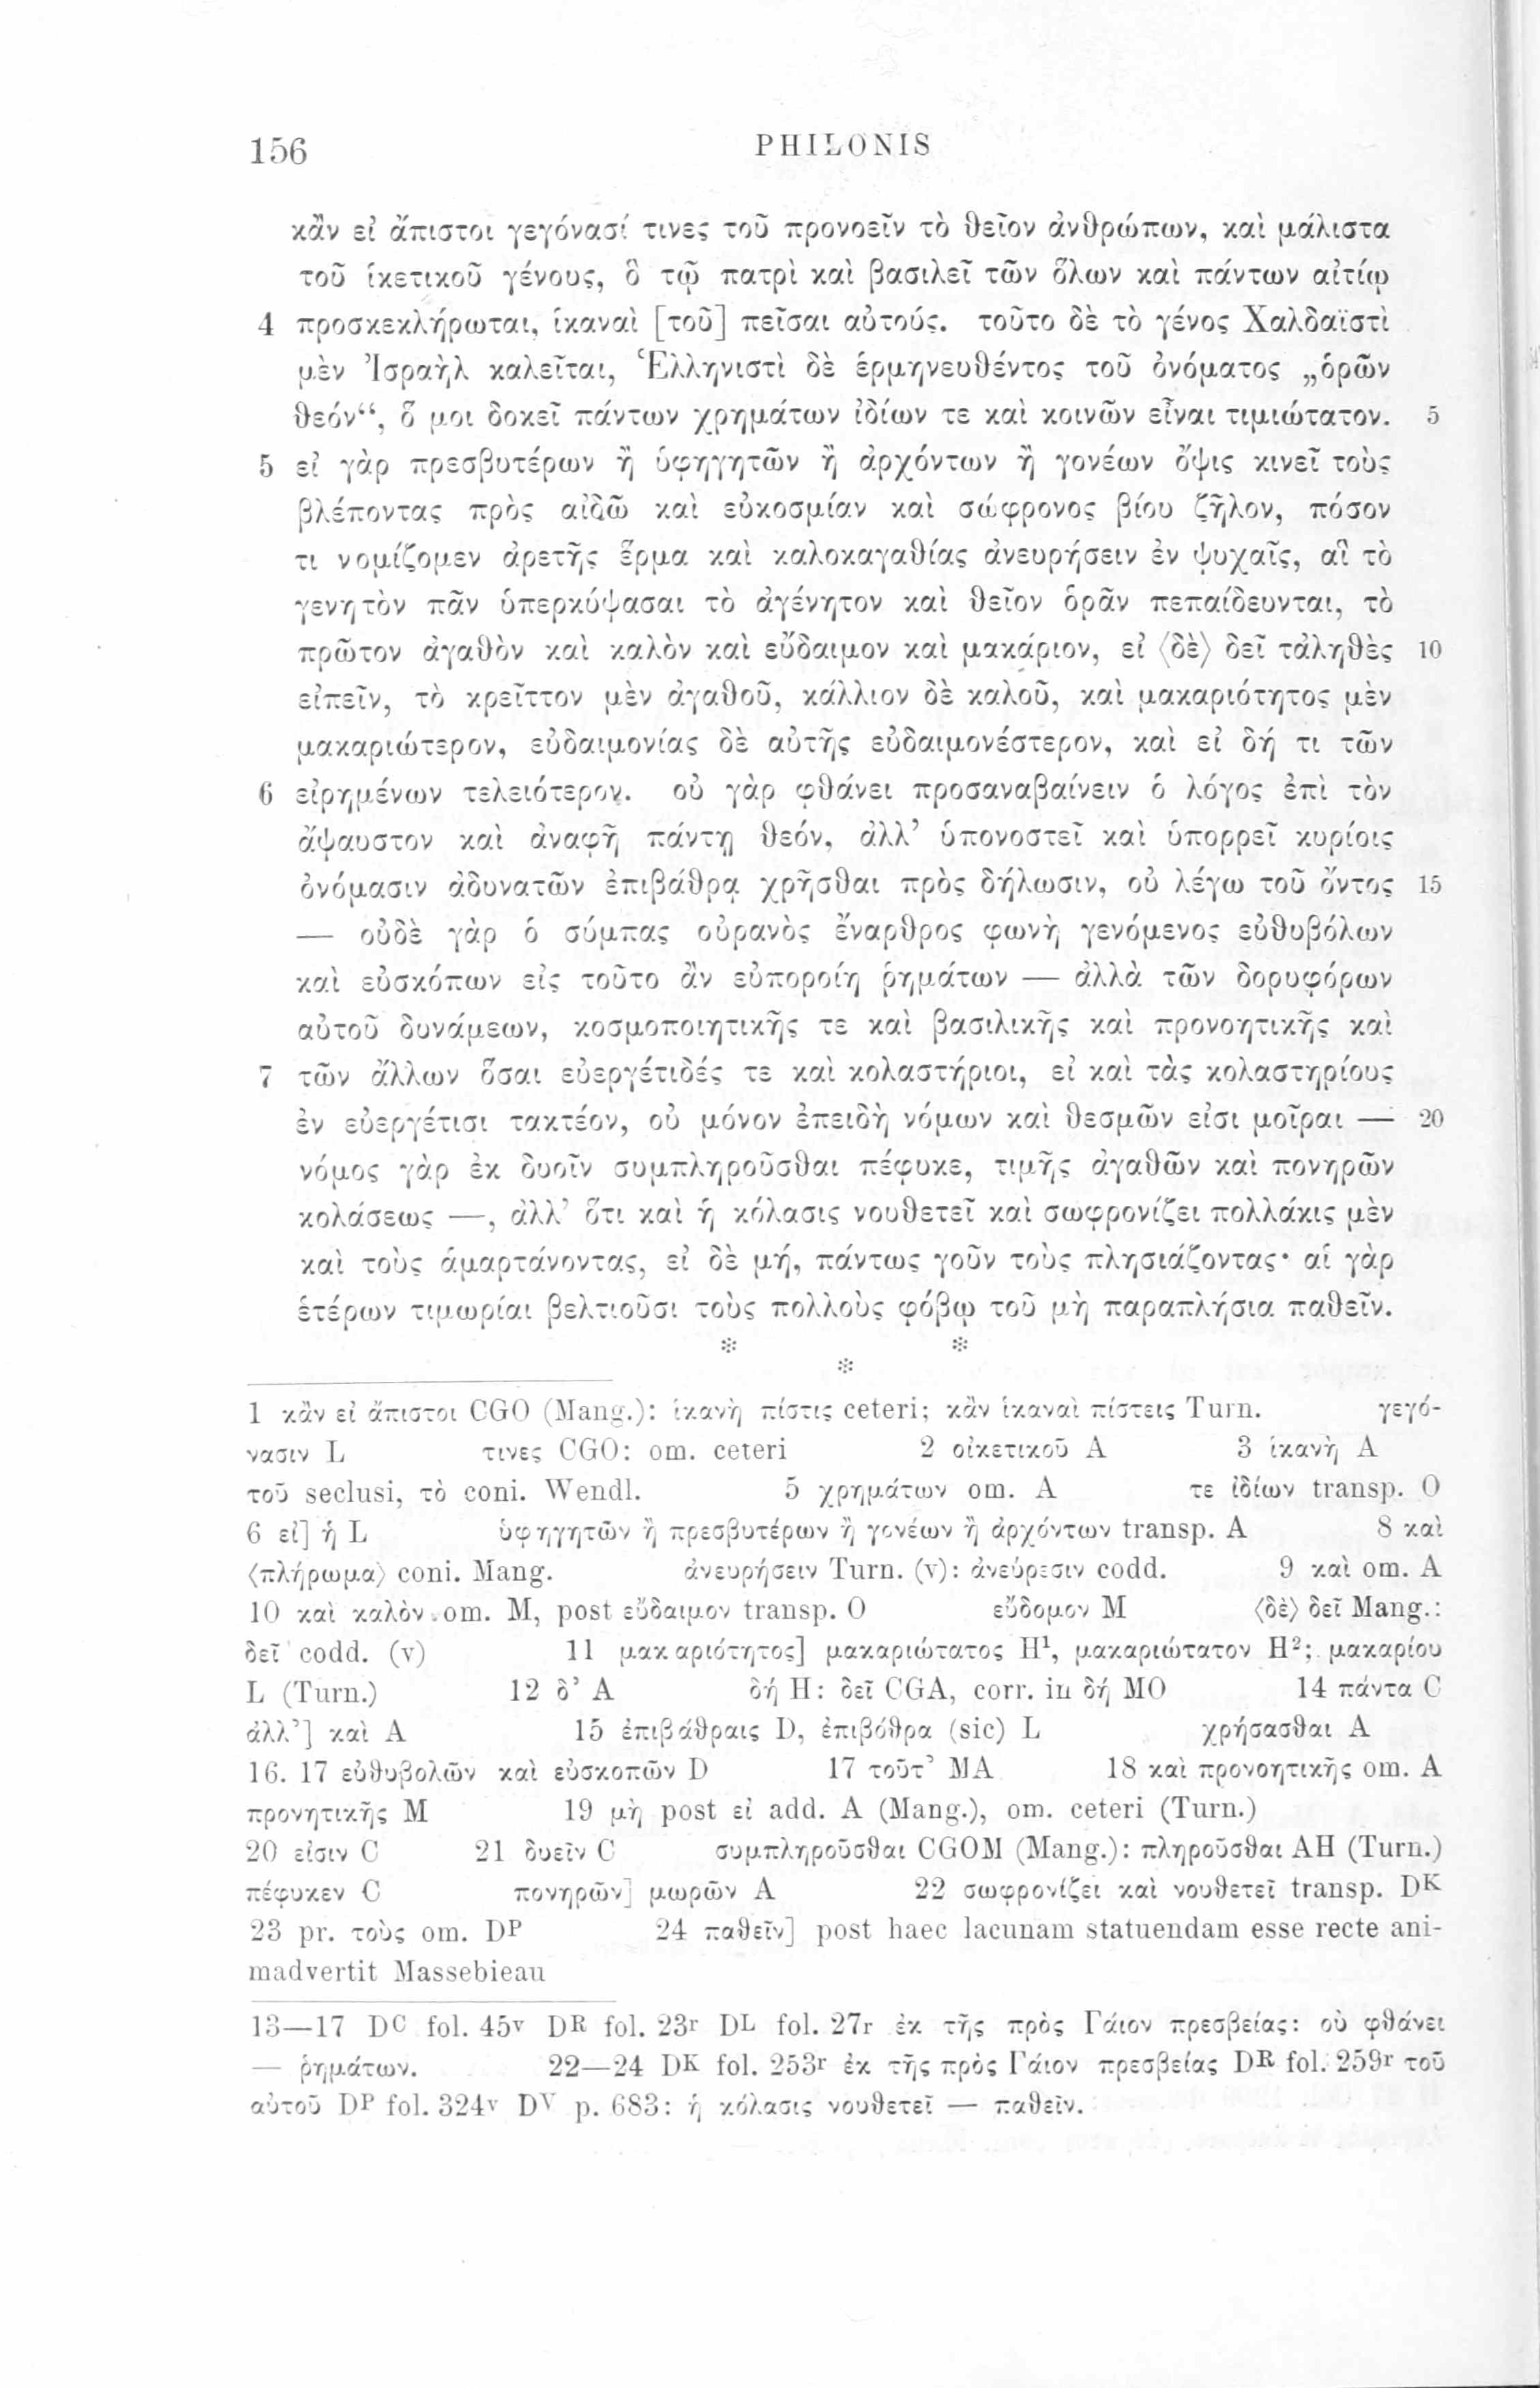 156 PHILONIS
κἂν εἰ ἄπιστοι γεγόνασί τινες τοῦ προνοεῖν τὸ θεῖον ἀνθρώπων, καὶ μάλιστα
τοῦ ἱκετικοῦ γένους, ὃ τῷ πατρὶ καὶ βασιλεῖ τῶν ὅλων καὶ πάντων αἰτίῳ
4 προσκεκλήρωται, ἱκαναὶ [τοῦ] πεῖσαι αὐτούς. τοῦτο δὲ τὸ γένος Χαλδαϊστὶ
μὲν Ἰσραὴλ καλεῖται, Ἑλληνιστὶ δὲ ἑρμηνευθέντος τοῦ ὀνόματος „ὁρῶν
θεόν“, ὅ μοι δοκεῖ πάντων χρημάτων ἰδίων τε καὶ κοινῶν εἶναι τιμιώτατον. 5
5 εἰ γὰρ πρεσβυτέρων ἢ ὑφηγητῶν ἢ ἀρχόντων ἢ γονέων ὄψις κινεῖ τοὺς
βλέποντας πρὸς αἰδῶ καὶ εὐκοσμίαν καὶ σώφρονος βίου ζῆλον, πόσον
τι νομίζομεν ἀρετῆς ἕρμα καὶ καλοκαγαθίας ἀνευρήσειν ἐν ψυχαῖς, αἳ τὸ
γενητὸν πᾶν ὑπερκύψασαι τὸ ἀγένητον καὶ θεῖον ὁρᾶν πεπαίδευνται, τὸ
πρῶτον ἀγαθὸν καὶ καλὸν καὶ εὔδαιμον καὶ μακάριον, εἰ 〈δὲ〉 δεῖ τἀληθὲς 10
εἰπεῖν, τὸ κρεῖττον μὲν ἀγαθοῦ, κάλλιον δὲ καλοῦ, καὶ μακαριότητος μὲν
μακαριώτερον, εὐδαιμονίας δὲ αὐτῆς εὐδαιμονέστερον, καὶ εἰ δή τι τῶν
6 εἰρημένων τελειότερον. οὐ γὰρ φθάνει προσαναβαίνειν ὁ λόγος ἐπὶ τὸν
ἄψαυστον καὶ ἀναφῆ πάντῃ θεόν, ἀλλ’ ὑπονοστεῖ καὶ ὑπορρεῖ κυρίοις
ὀνόμασιν ἀδυνατῶν ἐπιβάθρᾳ χρῆσθαι πρὸς δήλωσιν, οὐ λέγω τοῦ ὄντος 15
— οὐδὲ γὰρ ὁ σύμπας οὐρανὸς ἔναρθρος φωνὴ γενόμενος εὐθυβόλων
καὶ εὐσκόπων εἰς τοῦτο ἂν εὐποροίη ῥημάτων — ἀλλὰ τῶν δορυφόρων
αὐτοῦ δυνάμεων, κοσμοποιητικῆς τε καὶ βασιλικῆς καὶ προνοητικῆς καὶ
7 τῶν ἄλλων ὅσαι εὐεργέτιδές τε καὶ κολαστήριοι, εἰ καὶ τὰς κολαστηρίους
ἐν εὐεργέτισι τακτέον, οὐ μόνον ἐπειδὴ νόμων καὶ θεσμῶν εἰσι μοῖραι — 20
νόμος γὰρ ἐκ δυοῖν συμπληροῦσθαι πέφυκε, τιμῆς ἀγαθῶν καὶ πονηρῶν
κολάσεως —, ἀλλ’ ὅτι καὶ ἡ κόλασις νουθετεῖ καὶ σωφρονίζει πολλάκις μὲν
καὶ τοὺς ἁμαρτάνοντας, εἰ δὲ μή, πάντως γοῦν τοὺς πλησιάζοντας· αἱ γὰρ
ἑτέρων τιμωρίαι βελτιοῦσι τοὺς πολλοὺς φόβῳ τοῦ μὴ παραπλήσια παθεῖν.
* * *
1 κἂν εἰ ἄπιστοι CGO (Mang.): ἱκανὴ πίστις ceteri; κἂν ἱκαναὶ πίστεις Turn. γεγό-
νασιν L τινες CGO: om. ceteri 2 οἰκετικοῦ A 3 ἱκανὴ A
τοῦ seclusi, τὸ coni. Wendl. 5 χρημάτων om. A τε ἰδίων transp. O
6 εἰ] ἡ L ὑφηγητῶν ἢ πρεσβυτέρων ἢ γονέων ἢ ἀρχόντων transp. A 8 καὶ
〈πλήρωμα〉 coni. Mang. ἀνευρήσειν Turn. (v): ἀνεύρεσιν codd. 9 καὶ om. A
10 καὶ καλὸν om. M, post εὔδαιμον transp. O εὔδομον M 〈δὲ〉 δεῖ Mang.:
δεῖ codd. (v) 11 μακαριότητος] μακαριώτατος H¹, μακαριώτατον H²; μακαρίου
L (Turn.) 12 δ’ A δή H: δεῖ CGA, corr. in δή MO 14 πάντα C
ἀλλ’] καὶ A 15 ἐπιβάθραις D, ἐπιβόθρα (sic) L χρήσασθαι A
16. 17 εὐθυβολῶν καὶ εὐσκοπῶν D 17 τοῦτ’ MA 18 καὶ προνοητικῆς om. A
προνητικῆς M 19 μὴ post εἰ add. A (Mang.), om. ceteri (Turn.)
20 εἰσιν C 21 δυεῖν C συμπληροῦσθαι CGOM (Mang.): πληροῦσθαι AH (Turn.)
πέφυκεν C πονηρῶν] μωρῶν A 22 σωφρονίζει καὶ νουθετεῖ transp. Dᴷ
23 pr. τοὺς om. Dᴾ 24 παθεῖν] post haec lacunam statuendam esse recte ani-
madvertit Massebieau
13—17 Dᶜ fol. 45ᵛ Dᴿ fol. 23ʳ Dᴸ fol. 27r ἐκ τῆς πρὸς Γάιον πρεσβείας: οὐ φθάνει
— ῥημάτων. 22—24 Dᴷ fol. 253ʳ ἐκ τῆς πρὸς Γάιον πρεσβείας Dᴿ fol. 259ʳ τοῦ
αὐτοῦ Dᴾ fol. 324ᵛ Dⱽ p. 683: ἡ κόλασις νουθετεῖ — παθεῖν.